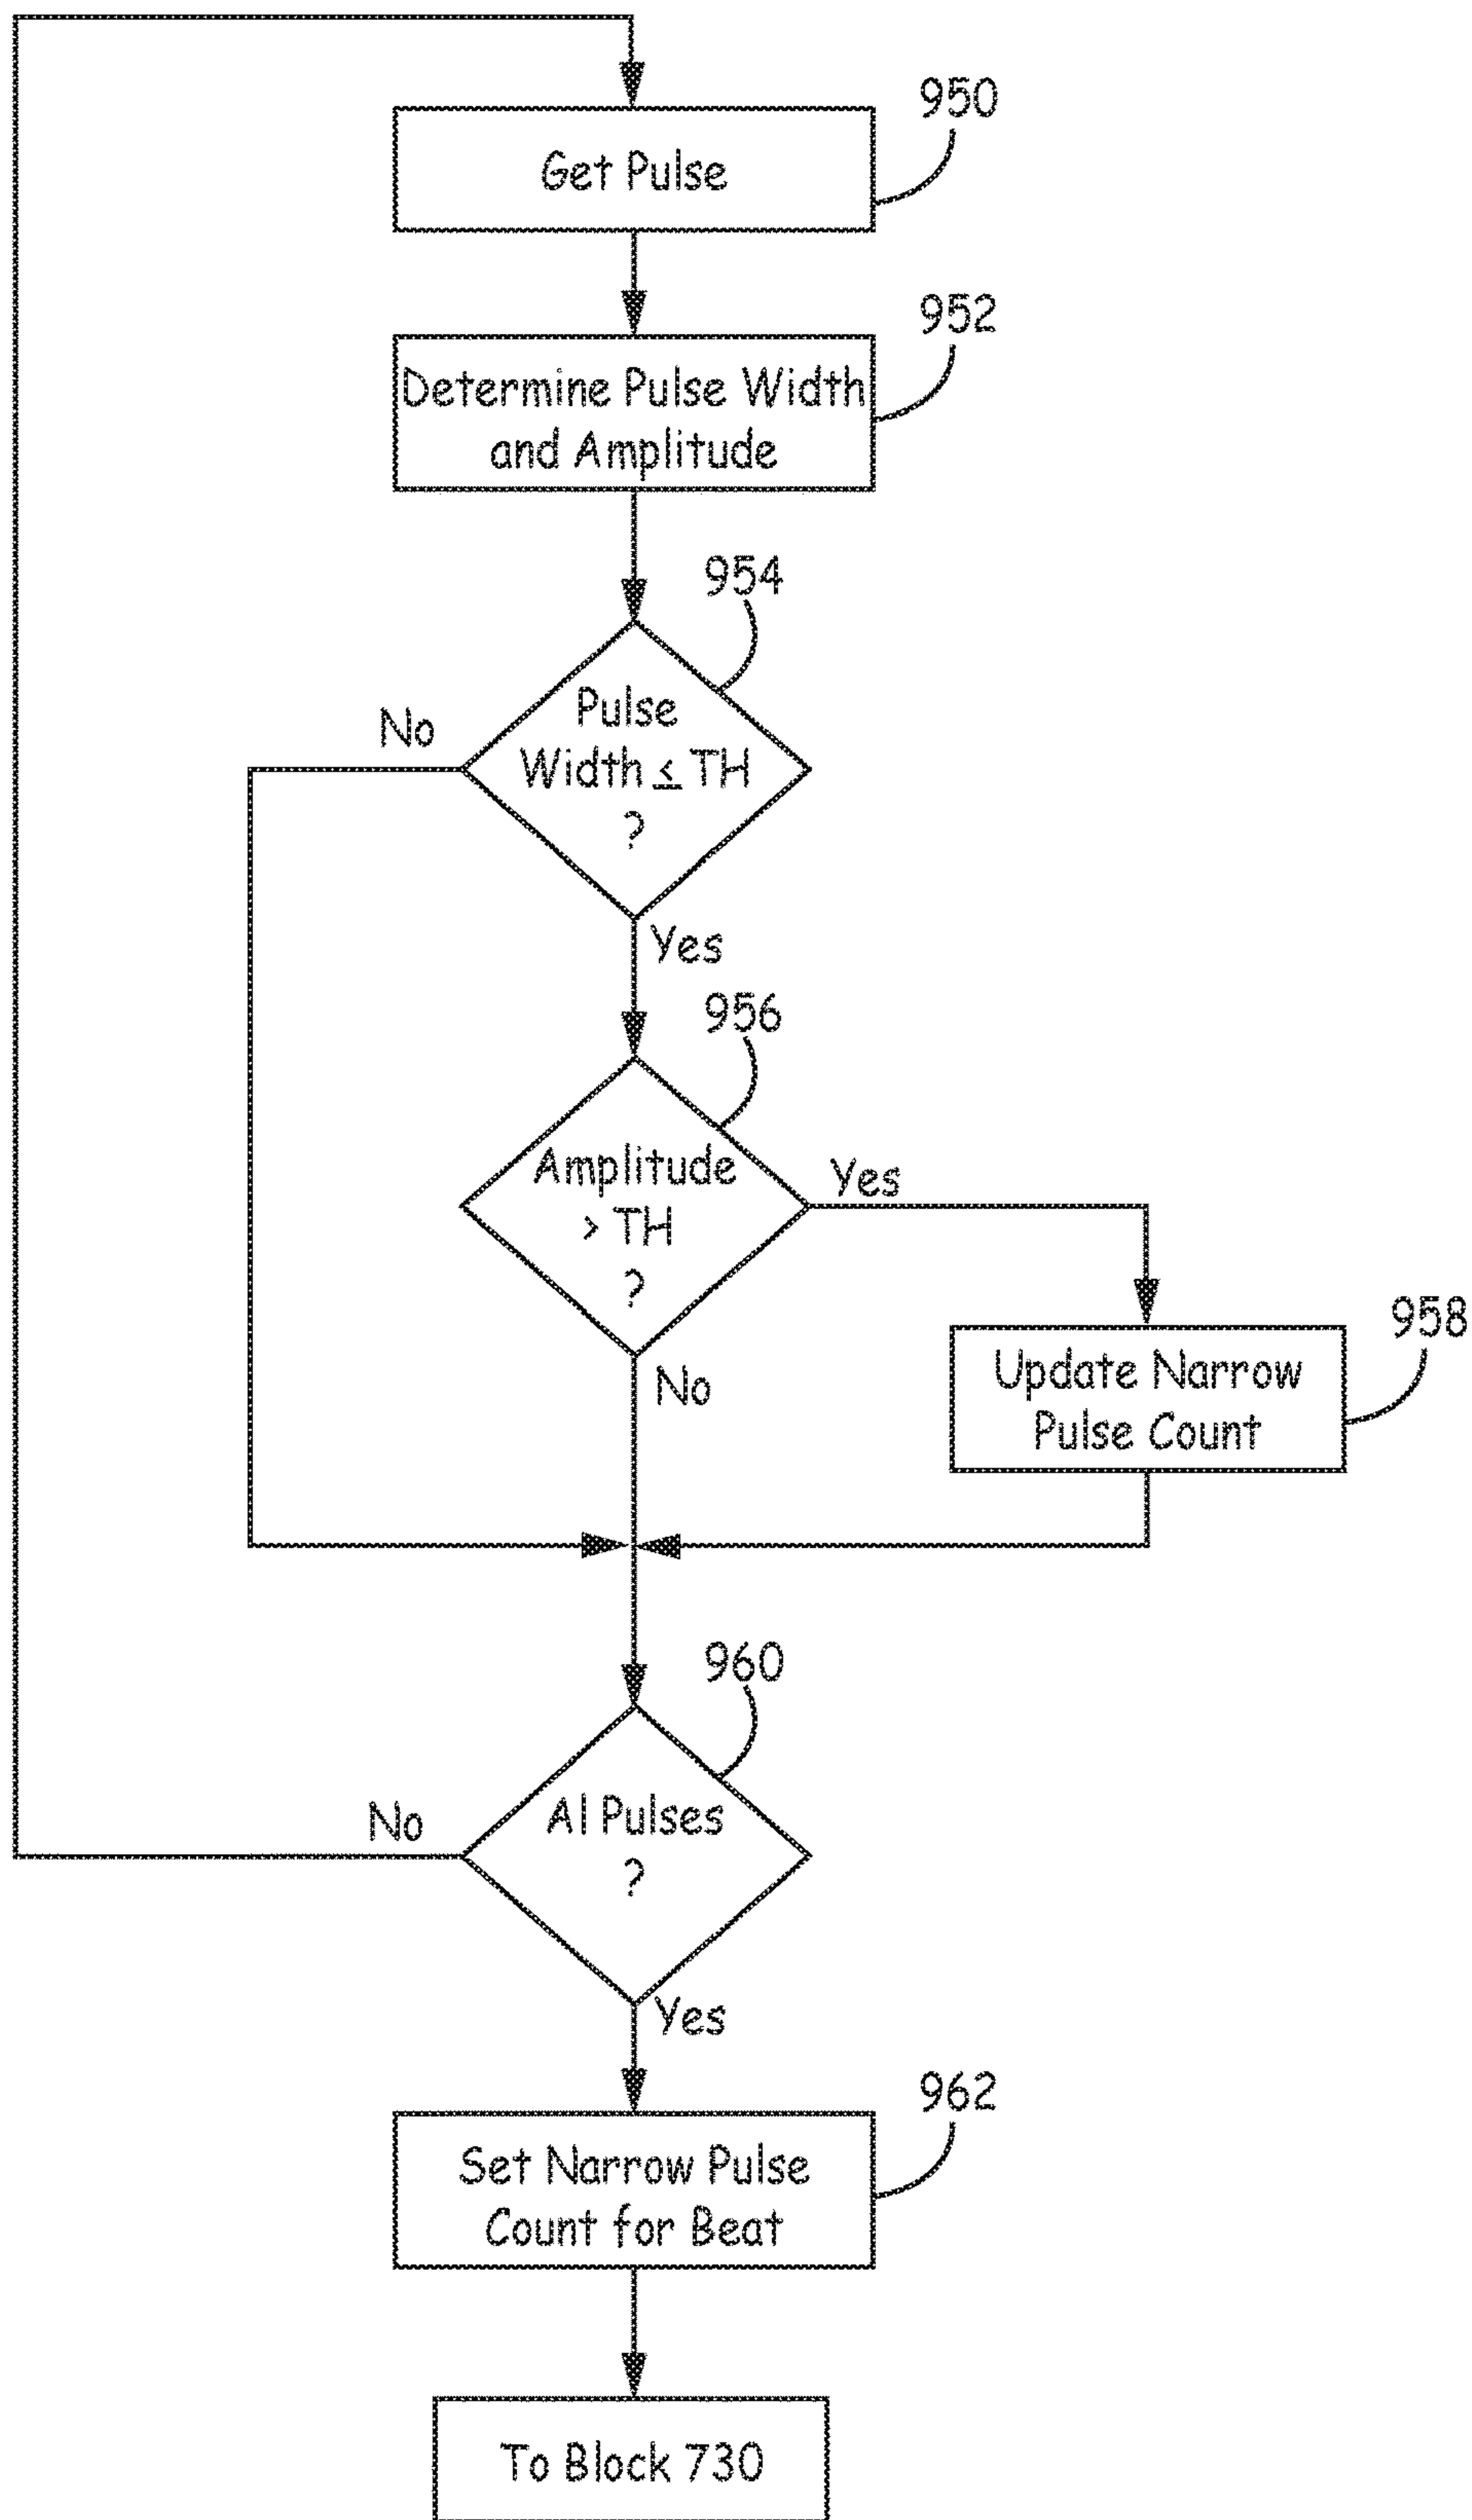 950
Get Pulse
952
Determine Pulse Width
and Amplitude
954
No
Pulse
Width ≤ TH
?
Yes
956
Amplitude
> TH
?
Yes
No
958
Update Narrow
Pulse Count
960
No
Al Pulses
?
Yes
962
Set Narrow Pulse
Count for Beat
To Block 730